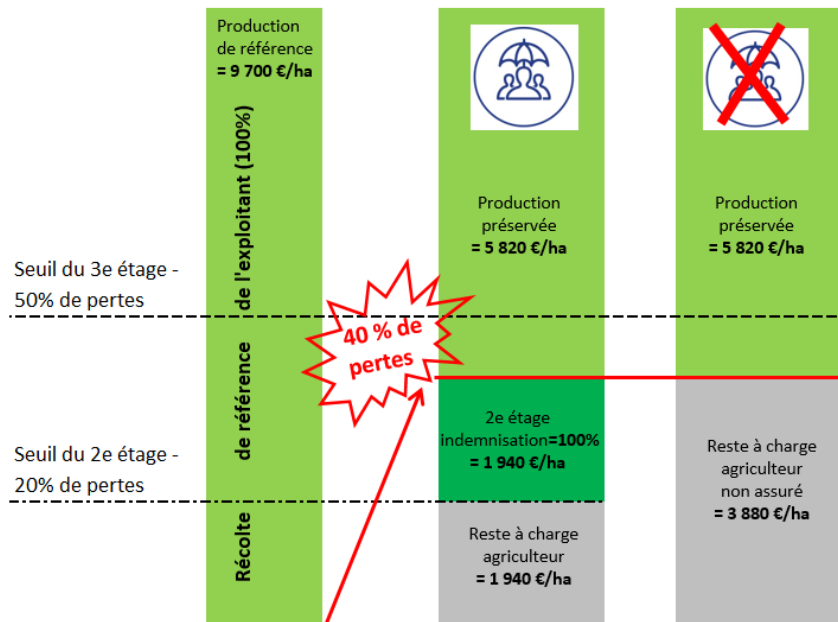 Production
de référence
= 9 700 €/ha
Récolte de référence de l'exploitant (100%)
Seuil du 3e étage -
50% de pertes
Seuil du 2e étage -
20% de pertes
40 % de
pertes
Production
préservée
= 5 820 €/ha
2e étage
indemnisation=100%
= 1 940 €/ha
Reste à charge
agriculteur
= 1 940 €/ha
Production
préservée
= 5 820 €/ha
Reste à charge
agriculteur
non assuré
= 3 880 €/ha